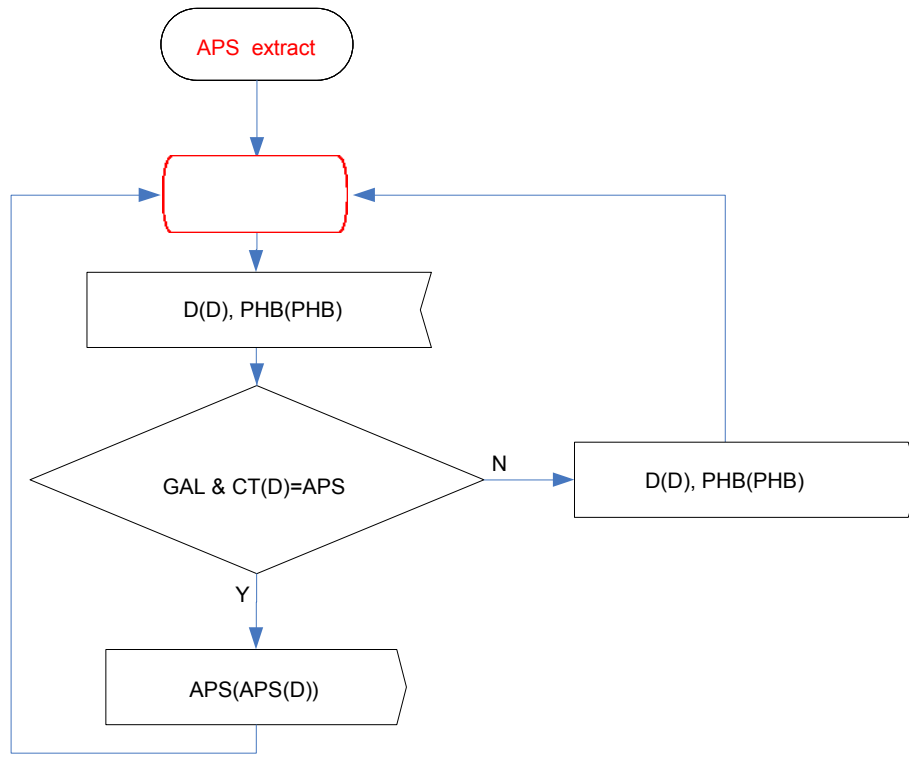 APS extract
D(D), PHB(PHB)
GAL & CT(D)=APS
N
D(D), PHB(PHB)
Y
APS(APS(D))